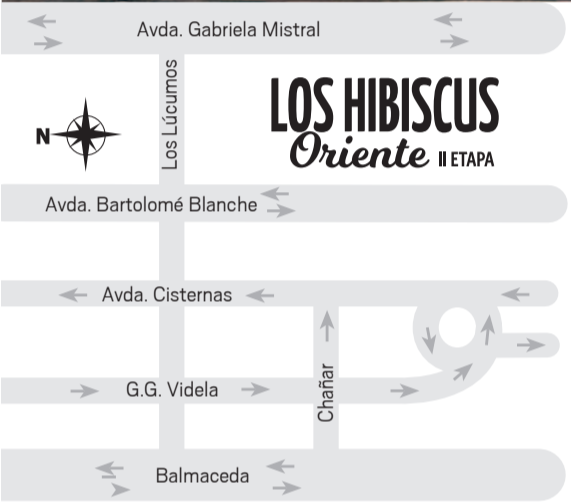 Avda. Gabriela Mistral
Los Lúcumos
N
LOS HIBISCUS
Oriente II ETAPA
Avda. Bartolomé Blanche
Avda. Cisternas
G.G. Videla
Chañar
Balmaceda